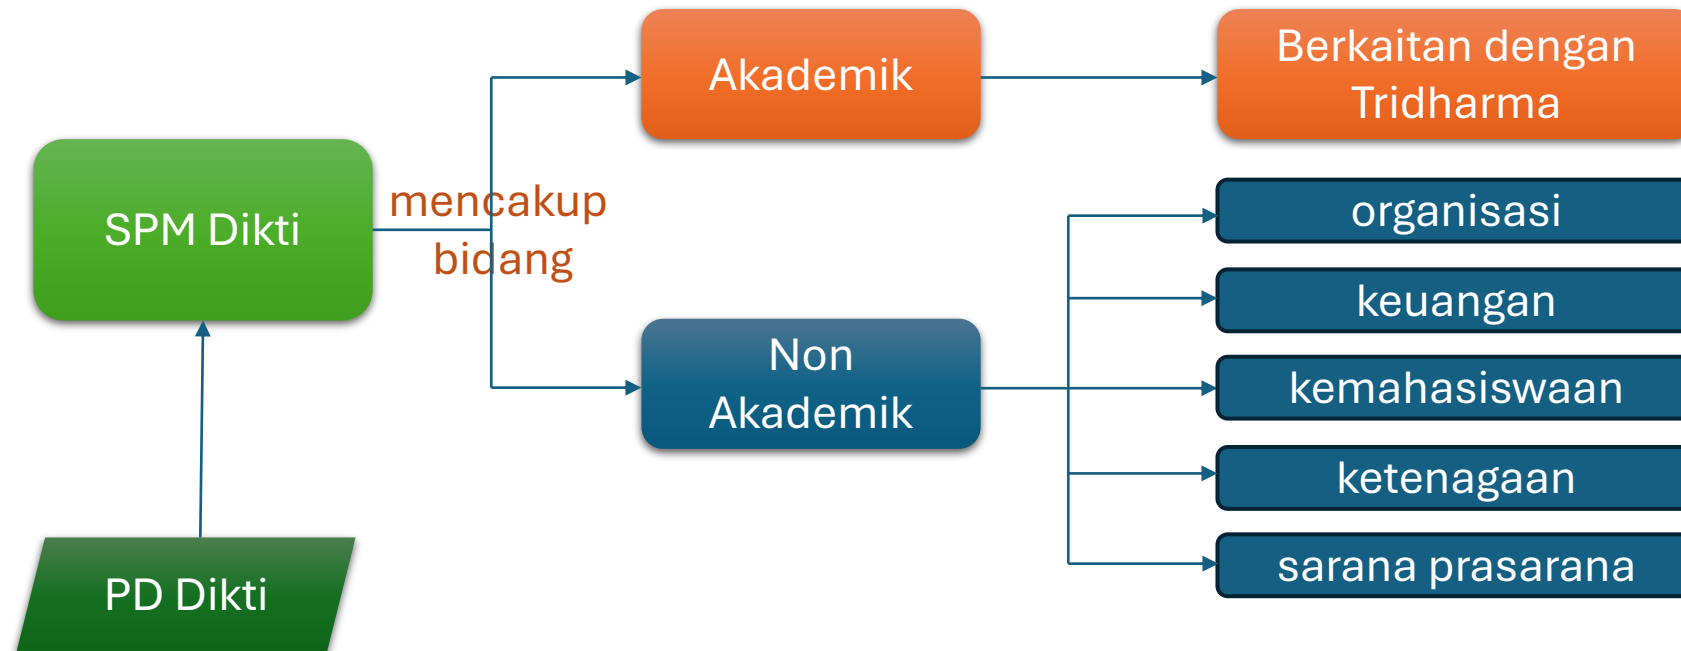 SPM Dikti
mencakup
bidang
PD Dikti
Akademik
Berkaitan dengan
Tridharma
Non
Akademik
organisasi
keuangan
kemahasiswaan
ketenagaan
sarana prasarana